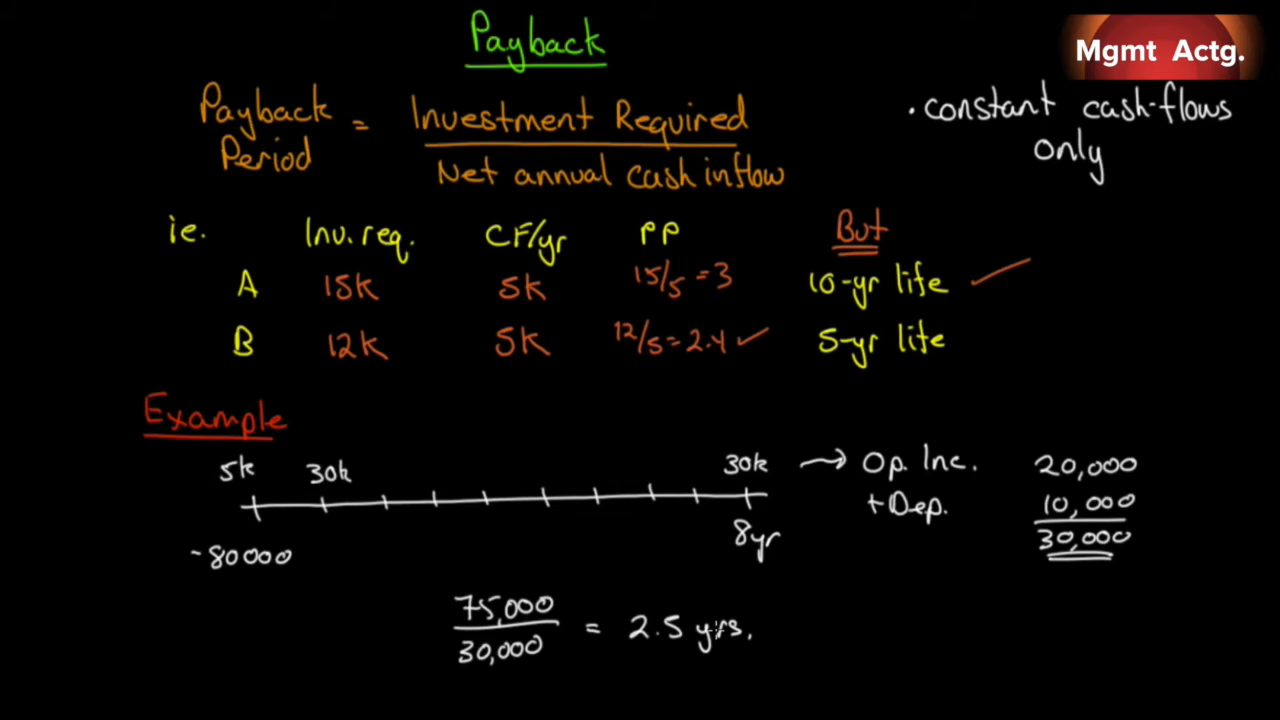 Payback
Mgmt Actg.
Payback Period = Investment Required / Net annual cash inflow
• constant cash-flows only
ie. Inv. req. CF/yr PP But
A 15k 5k 15/5 = 3 10-yr life ✓
B 12k 5k 12/5 = 2.4 ✓ 5-yr life
Example
5k 30k 30k → Op. Inc. 20,000
+ Dep. 10,000
-80000 8yr 30,000
75,000 / 30,000 = 2.5 yrs.